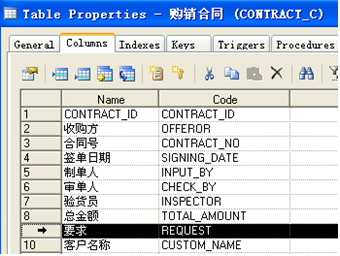 Table Properties - 购销合同 (CONTRACT_C)
General Columns Indexes Keys Triggers Procedures
Name Code
1 CONTRACT_ID CONTRACT_ID
2 收购方 OFFEROR
3 合同号 CONTRACT_NO
4 签单日期 SIGNING_DATE
5 制单人 INPUT_BY
6 审单人 CHECK_BY
7 验货员 INSPECTOR
8 总金额 TOTAL_AMOUNT
要求 REQUEST
10 客户名称 CUSTOM_NAME